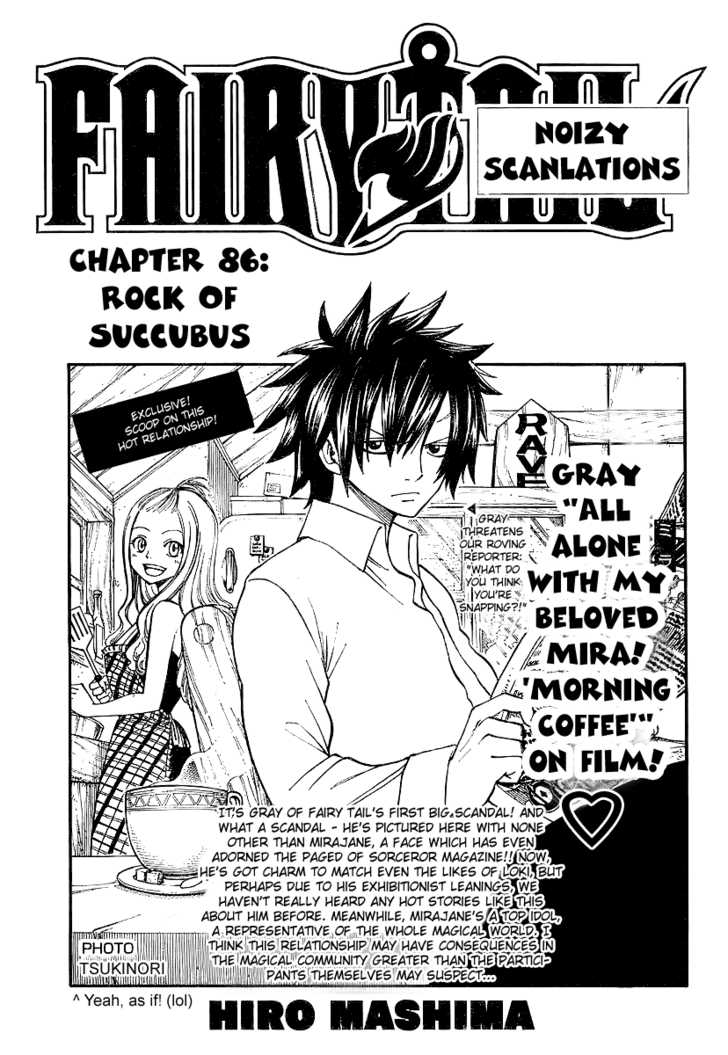 FAIRY TAIL
NOIZY
SCANLATIONS
CHAPTER 86:
ROCK OF
SUCCUBUS
EXCLUSIVE!
SCOOP ON THIS
HOT RELATIONSHIP!
RAVE
GRAY
"ALL
ALONE
WITH MY
BELOVED
MIRA!
'MORNING
COFFEE'"
ON FILM!
GRAY
THREATENS
OUR ROVING
REPORTER:
"WHAT DO
YOU THINK
YOU'RE
SNAPPING?!"
IT'S GRAY OF FAIRY TAIL'S FIRST BIG SCANDAL! AND
WHAT A SCANDAL - HE'S PICTURED HERE WITH NONE
OTHER THAN MIRAJANE, A FACE WHICH HAS EVEN
ADORNED THE PAGED OF SORCEROR MAGAZINE!! NOW,
HE'S GOT CHARM TO MATCH EVEN THE LIKES OF LOKI, BUT
PERHAPS DUE TO HIS EXHIBITIONIST LEANINGS, WE
HAVEN'T REALLY HEARD ANY HOT STORIES LIKE THIS
ABOUT HIM BEFORE. MEANWHILE, MIRAJANE'S A TOP IDOL,
A REPRESENTATIVE OF THE WHOLE MAGICAL WORLD. I
THINK THIS RELATIONSHIP MAY HAVE CONSEQUENCES IN
THE MAGICAL COMMUNITY GREATER THAN THE PARTICI-
PANTS THEMSELVES MAY SUSPECT...
PHOTO
TSUKINORI
^ Yeah, as if! (lol)
HIRO MASHIMA